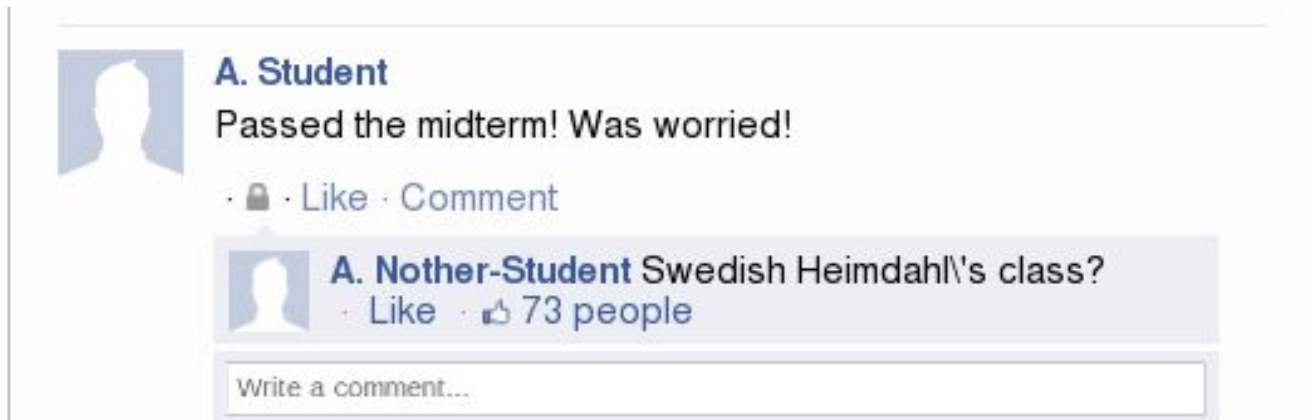 A. Student
Passed the midterm! Was worried!
· · Like · Comment
A. Nother-Student Swedish Heimdahl\'s class?
· Like · 73 people
Write a comment...